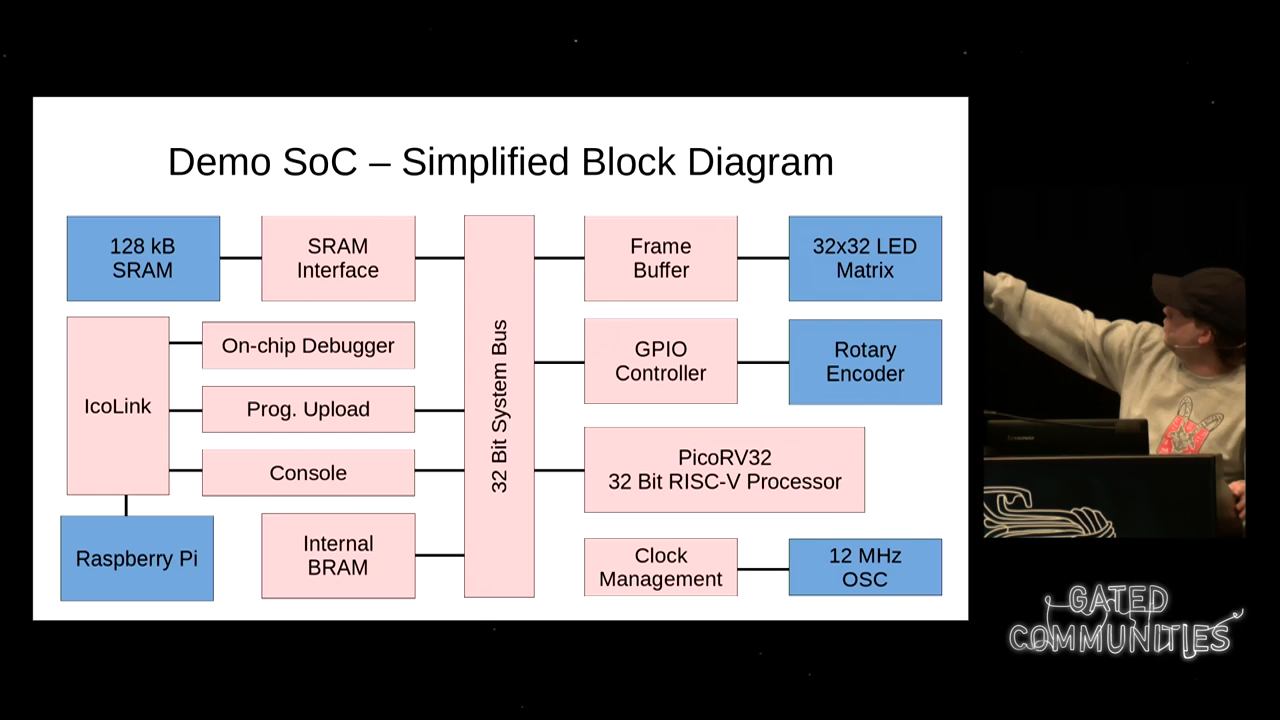 Demo SoC – Simplified Block Diagram
128 kB
SRAM
SRAM
Interface
Frame
Buffer
32x32 LED
Matrix
IcoLink
On-chip Debugger
Prog. Upload
Console
32 Bit System Bus
GPIO
Controller
Rotary
Encoder
PicoRV32
32 Bit RISC-V Processor
Raspberry Pi
Internal
BRAM
Clock
Management
12 MHz
OSC
lenovo
GATED
COMMUNITIES